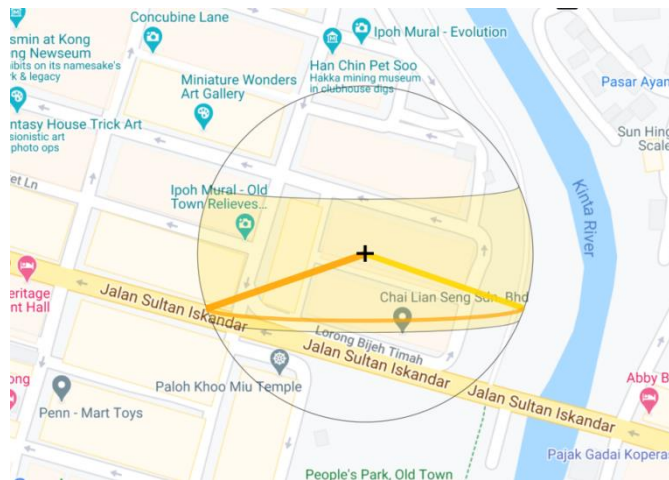 Concubine Lane
smin at Kong
ng Newseum
ibits on its namesake's
rk & legacy
Ipoh Mural - Evolution
Han Chin Pet Soo
Hakka mining museum
in clubhouse digs
Miniature Wonders
Art Gallery
Pasar Ayam
ntasy House Trick Art
sionistic art
photo ops
Sun Hing
Scale
et Ln
Ipoh Mural - Old
Town Relieves...
Kinta River
eritage
nt Hall
Jalan Sultan Iskandar
Chai Lian Seng Sdn. Bhd
Lorong Bijeh Timah
Jalan Sultan Iskandar
Jalan Sultan Iskandar
Paloh Khoo Miu Temple
ong
Abby B
Penn - Mart Toys
Pajak Gadai Kopera
People's Park, Old Town